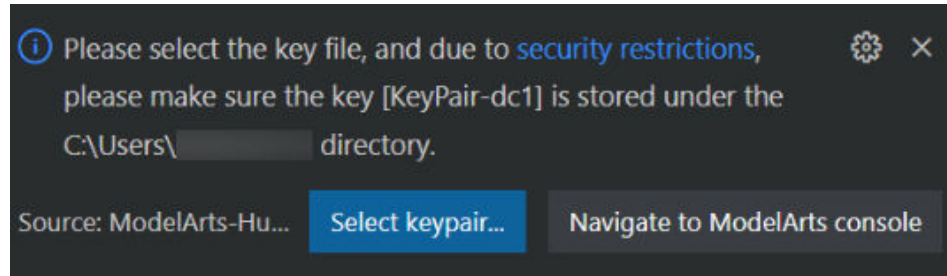 Please select the key file, and due to security restrictions,
please make sure the key [KeyPair-dc1] is stored under the
C:\Users\ directory.
Source: ModelArts-Hu... Select keypair... Navigate to ModelArts console